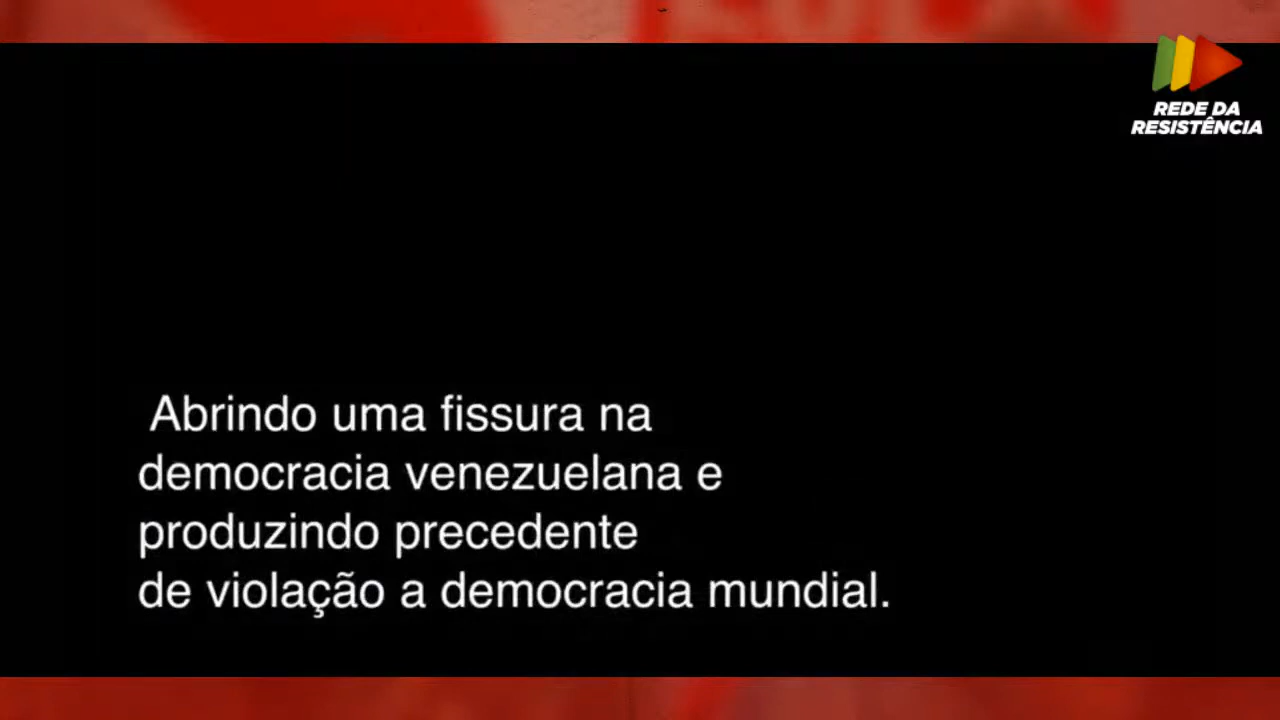 REDE DA
RESISTÊNCIA
Abrindo uma fissura na
democracia venezuelana e
produzindo precedente
de violação a democracia mundial.